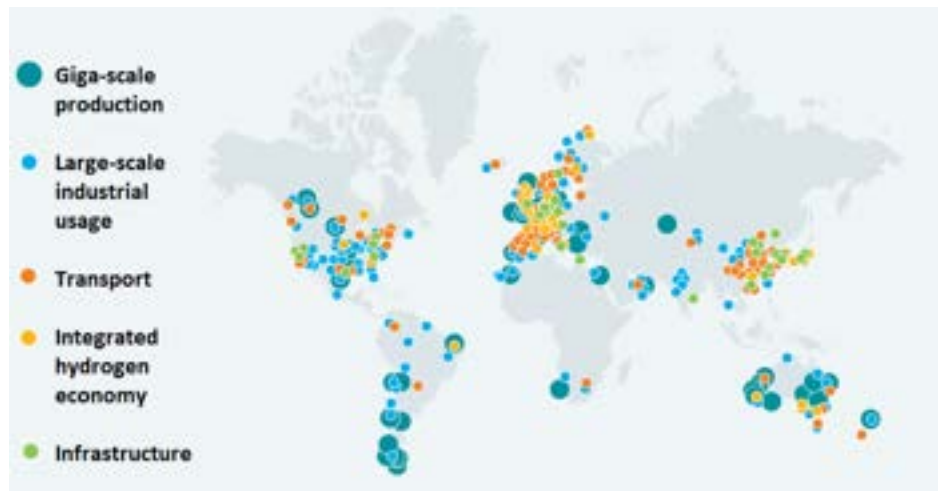 Giga-scale
production
Large-scale
industrial
usage
Transport
Integrated
hydrogen
economy
Infrastructure